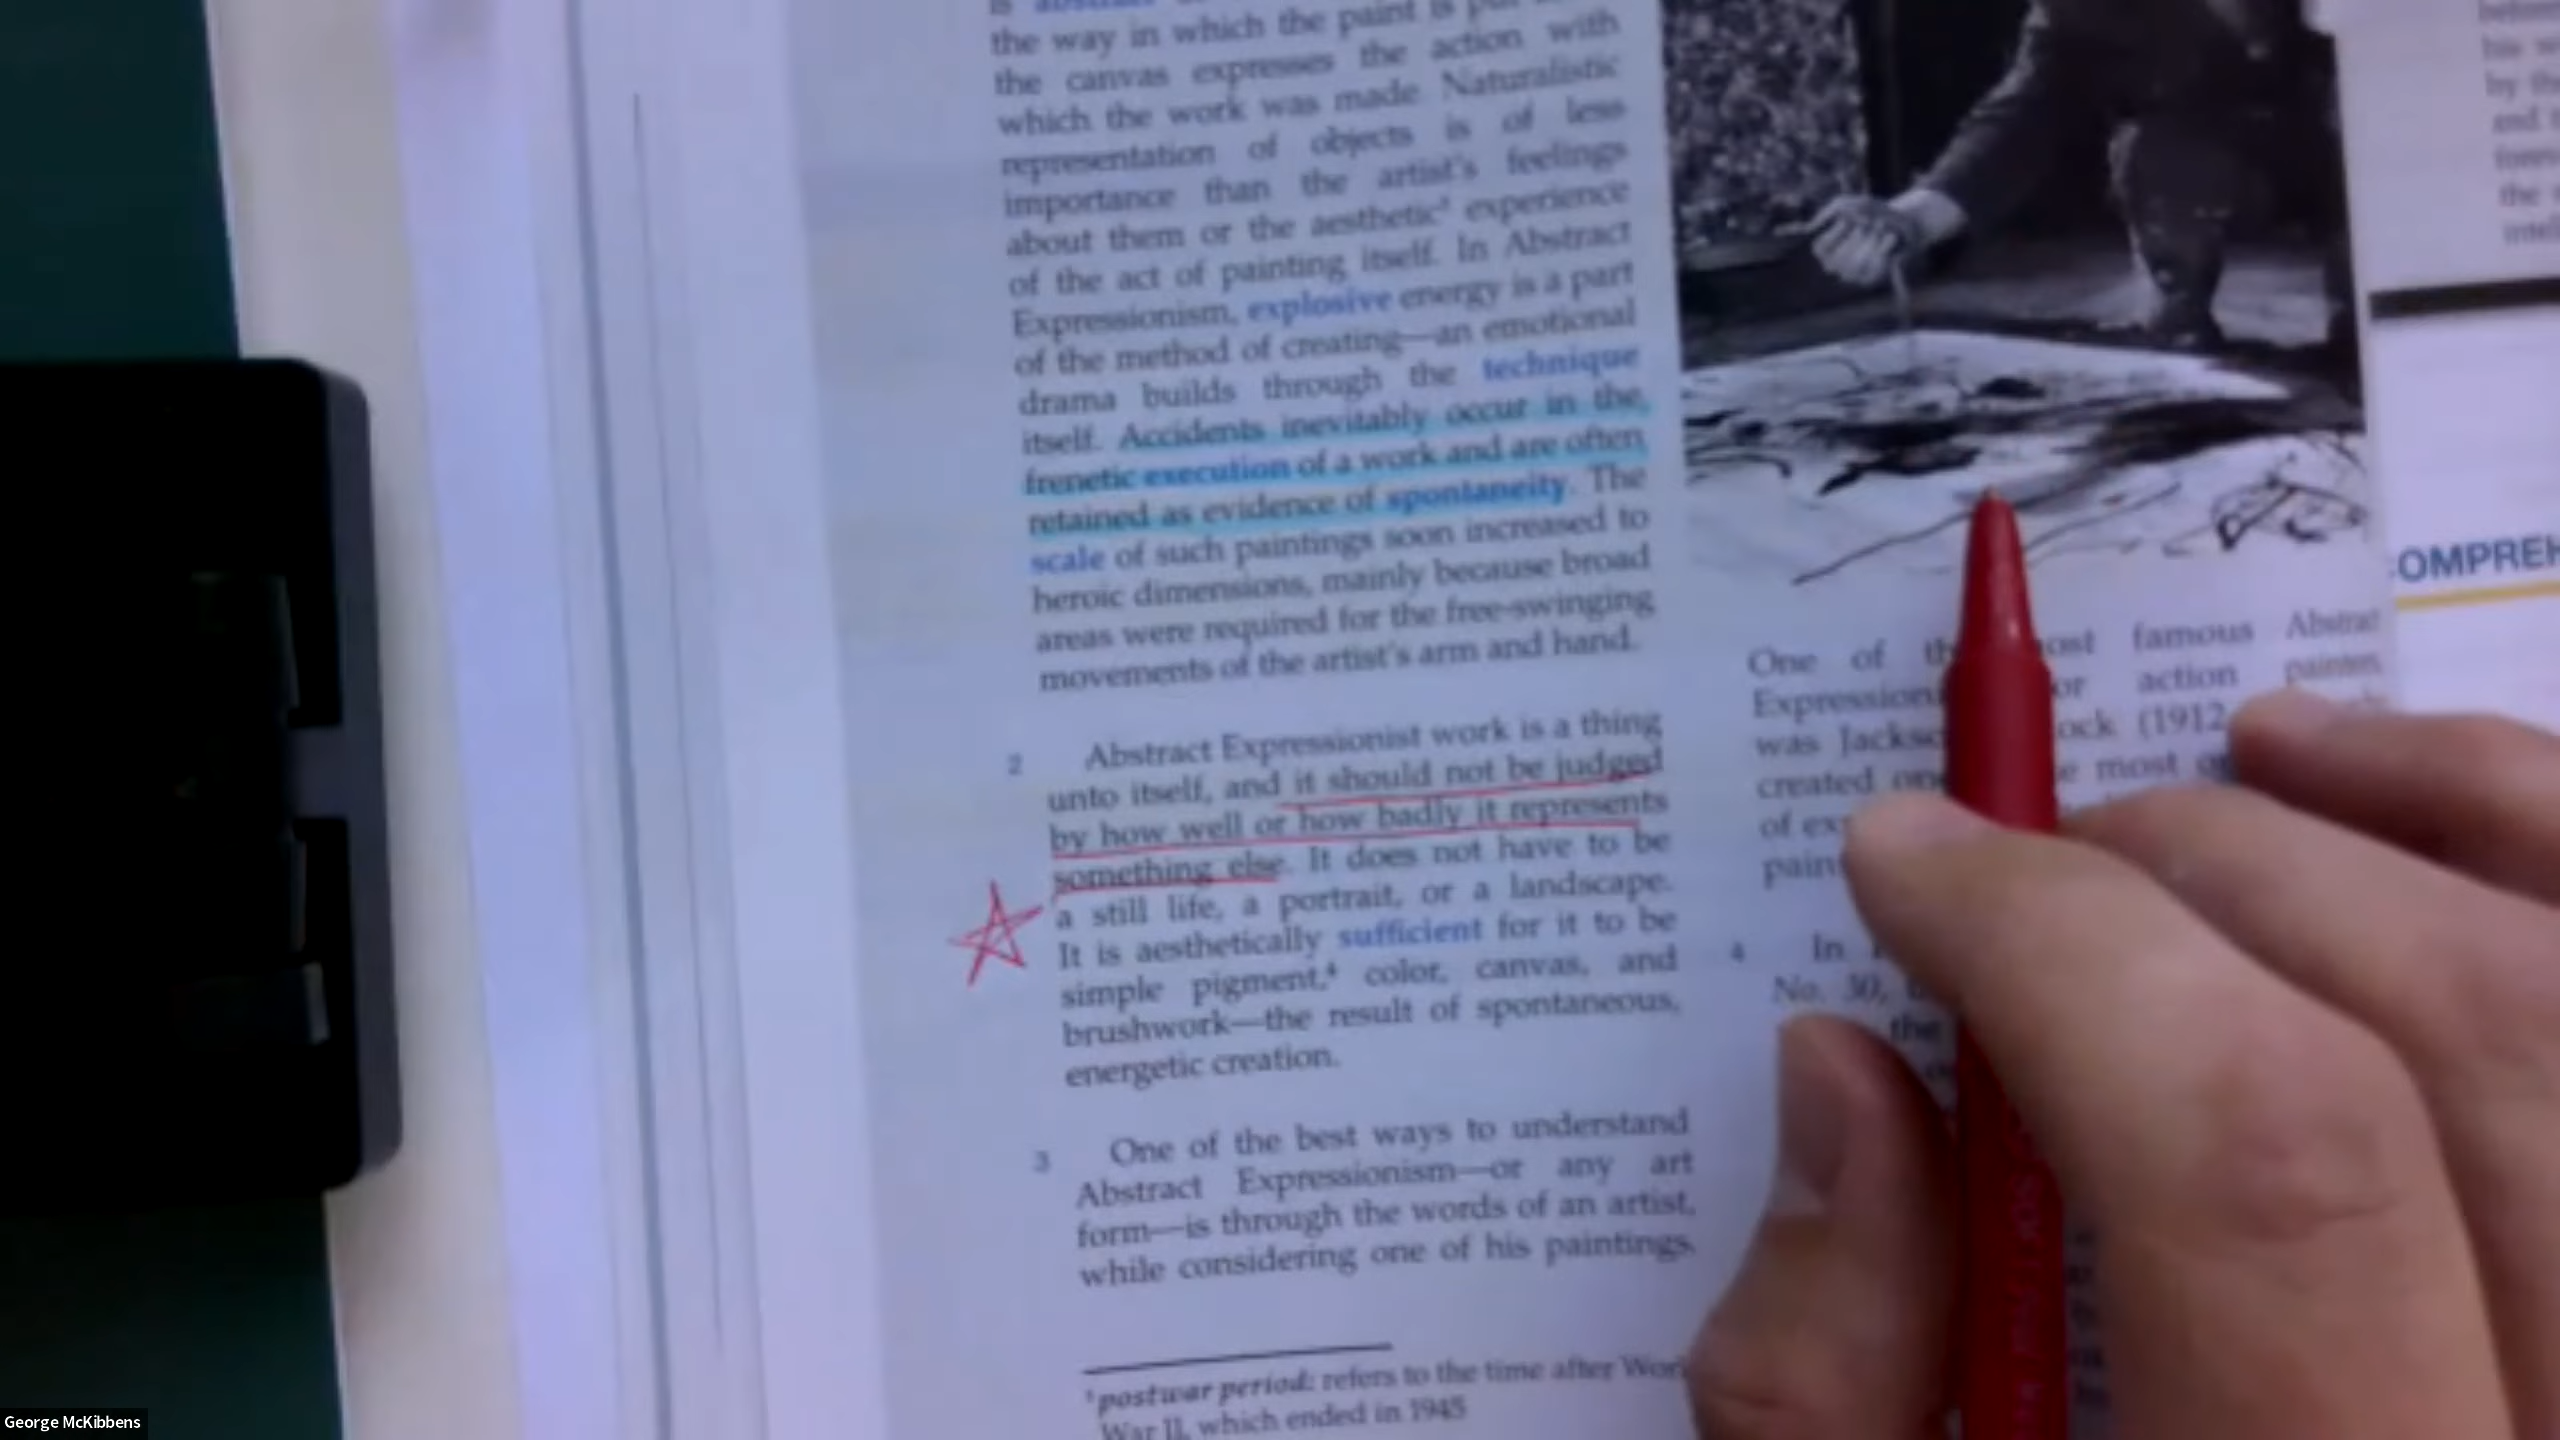 is abstract
the way in which the paint is put
the canvas expresses the action with
which the work was made. Naturalistic
representation of objects is of less
importance than the artist's feelings
about them or the aesthetic experience
of the act of painting itself. In Abstract
Expressionism, explosive energy is a part
of the method of creating—an emotional
drama builds through the technique
itself. Accidents inevitably occur in the
frenetic execution of a work and are often
retained as evidence of spontaneity. The
scale of such paintings soon increased to
heroic dimensions, mainly because broad
areas were required for the free-swinging
movements of the artist's arm and hand.
2 Abstract Expressionist work is a thing
unto itself, and it should not be judged
by how well or how badly it represents
something else. It does not have to be
a still life, a portrait, or a landscape.
It is aesthetically sufficient for it to be
simple pigment,⁴ color, canvas, and
brushwork—the result of spontaneous,
energetic creation.
3 One of the best ways to understand
Abstract Expressionism—or any art
form—is through the words of an artist,
while considering one of his paintings.
¹ postwar period: refers to the time after
War II, which ended in 1945
One of famous Abstract
or action painters
was (1912
created most
of
4 In
No. 30,
the
his
by the
and
the
George McKibbens